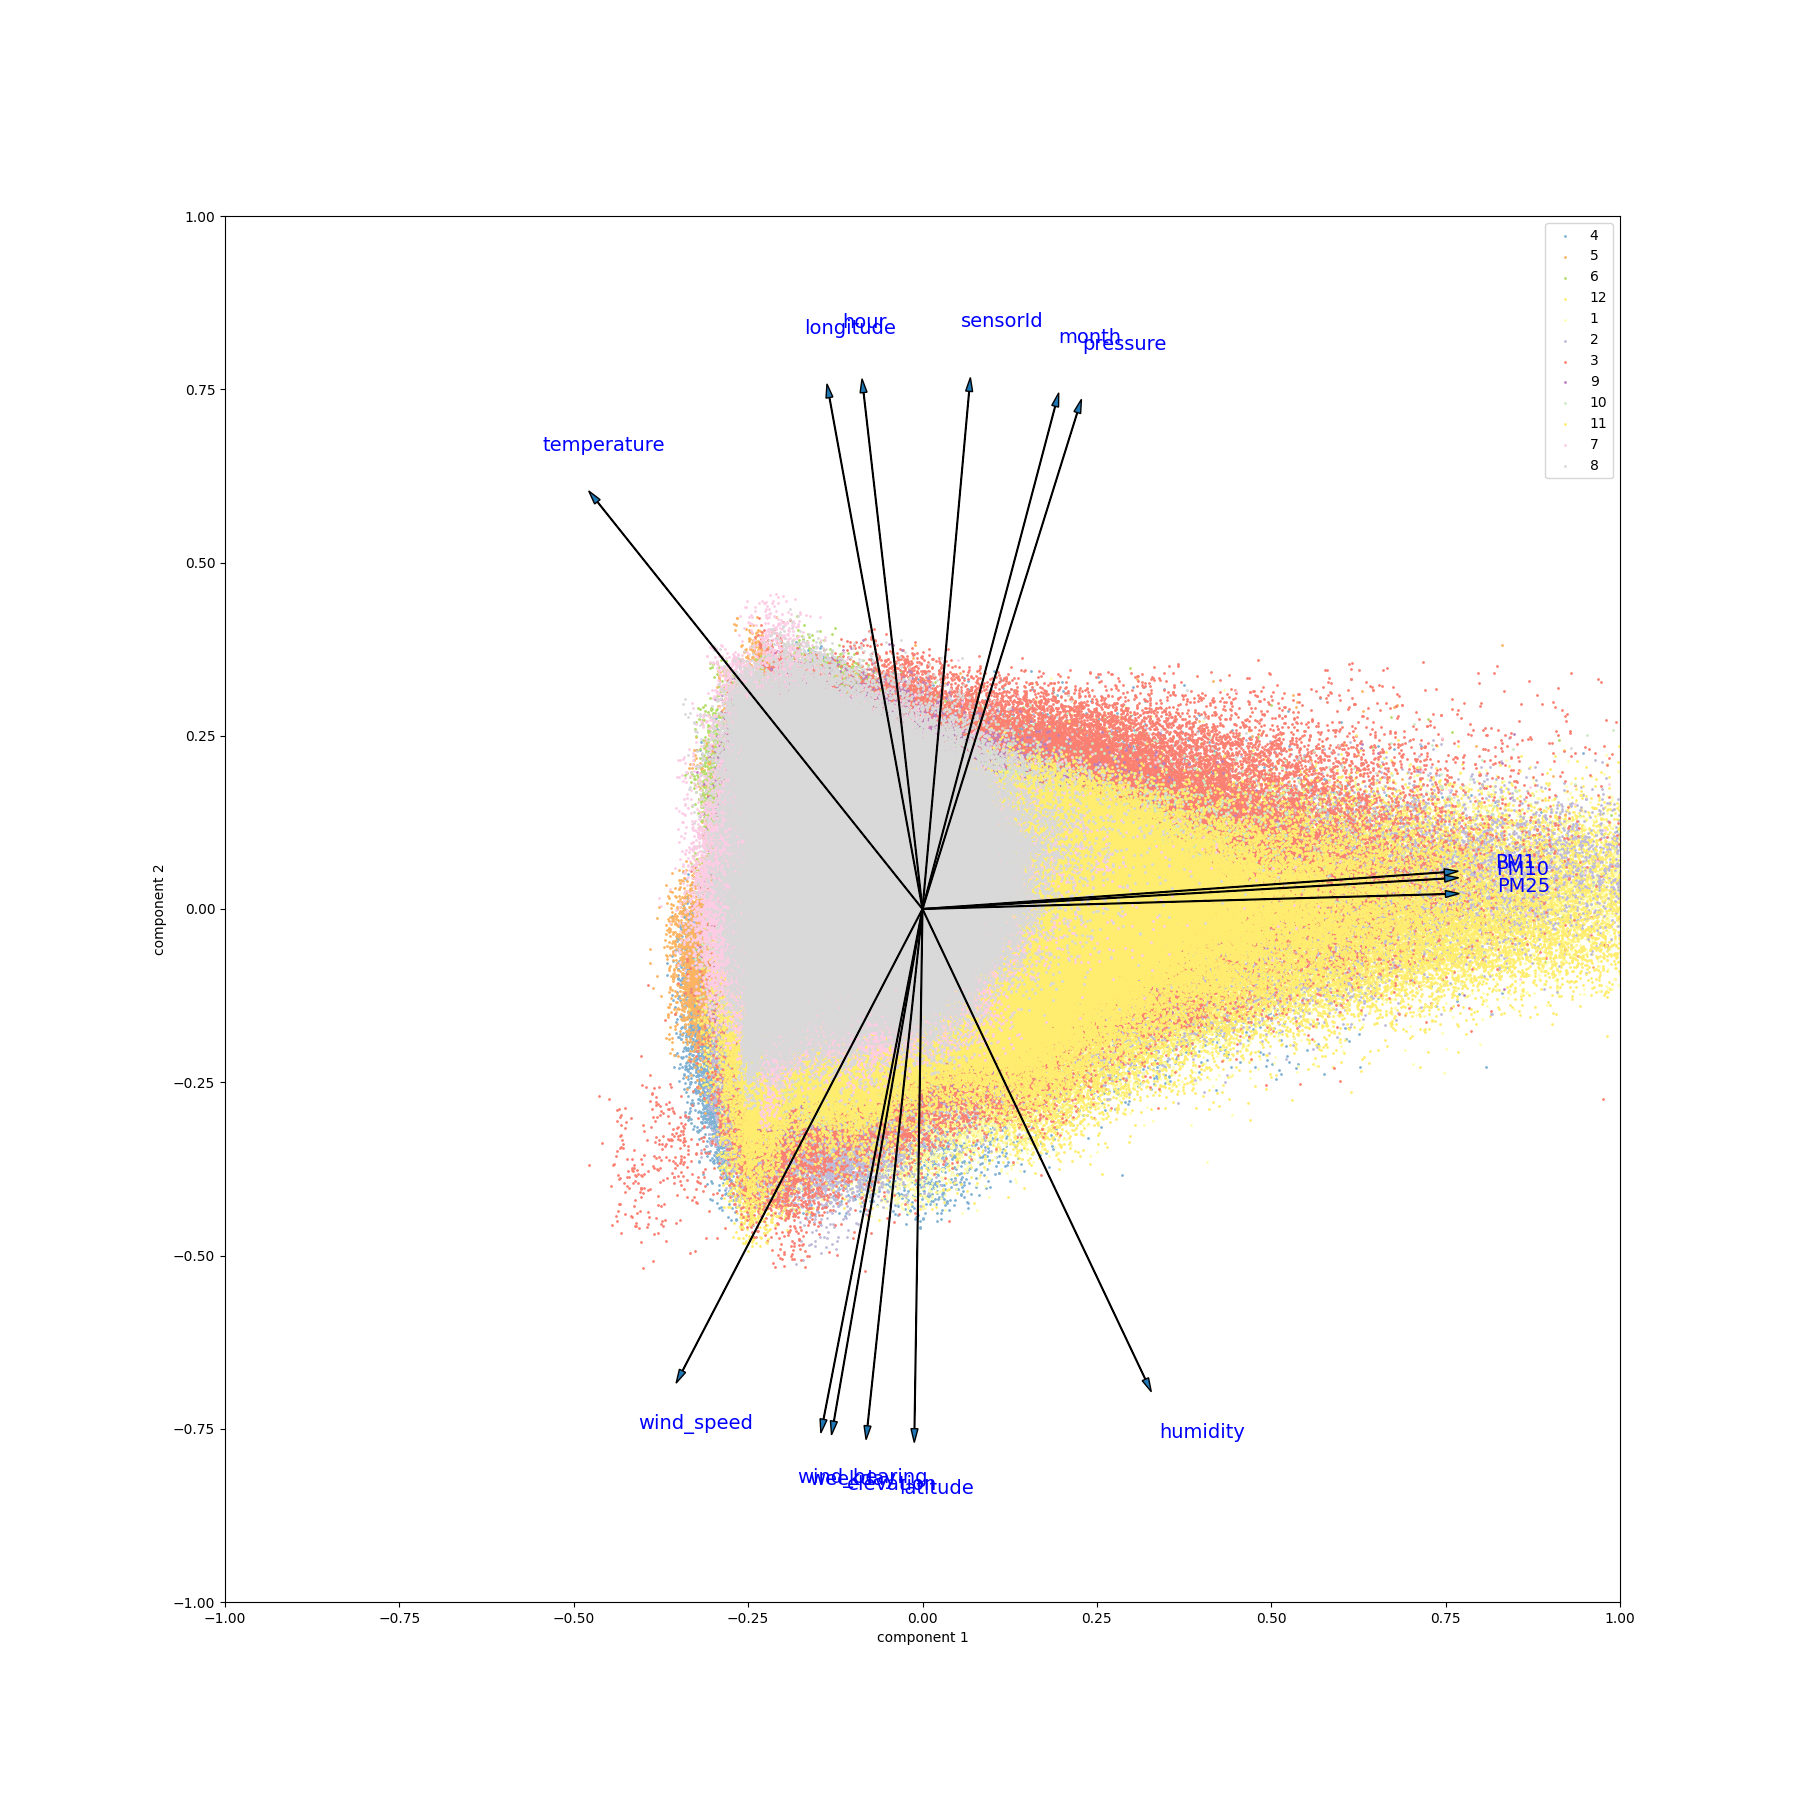 1.00
0.75
0.50
0.25
0.00
−0.25
−0.50
−0.75
−1.00
component 2
−1.00
−0.75
−0.50
−0.25
0.00
0.25
0.50
0.75
1.00
component 1
4
5
6
12
1
2
3
9
10
11
7
8
hour
longitude
sensorId
month
pressure
temperature
PM1
PM10
PM25
wind_speed
humidity
wind_bearing
weekday
elevation
latitude